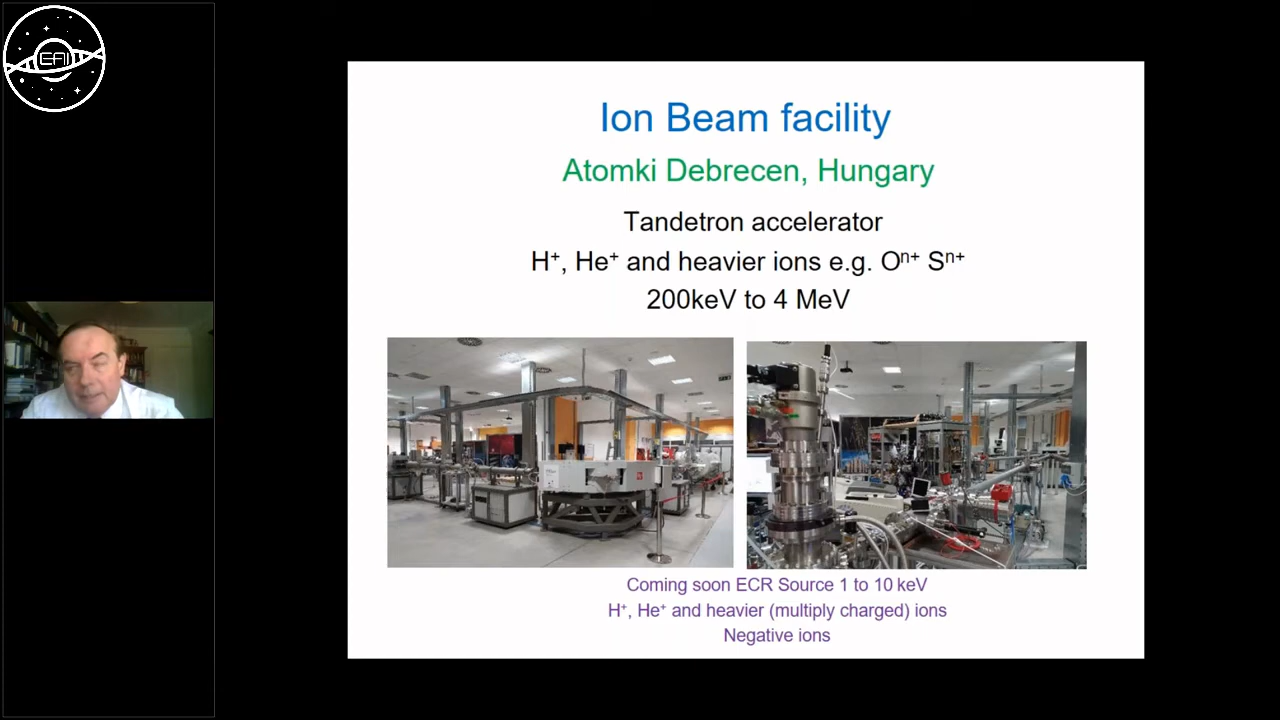 EAI
Ion Beam facility
Atomki Debrecen, Hungary
Tandetron accelerator
H⁺, He⁺ and heavier ions e.g. Oⁿ⁺ Sⁿ⁺
200keV to 4 MeV
Coming soon ECR Source 1 to 10 keV
H⁺, He⁺ and heavier (multiply charged) ions
Negative ions